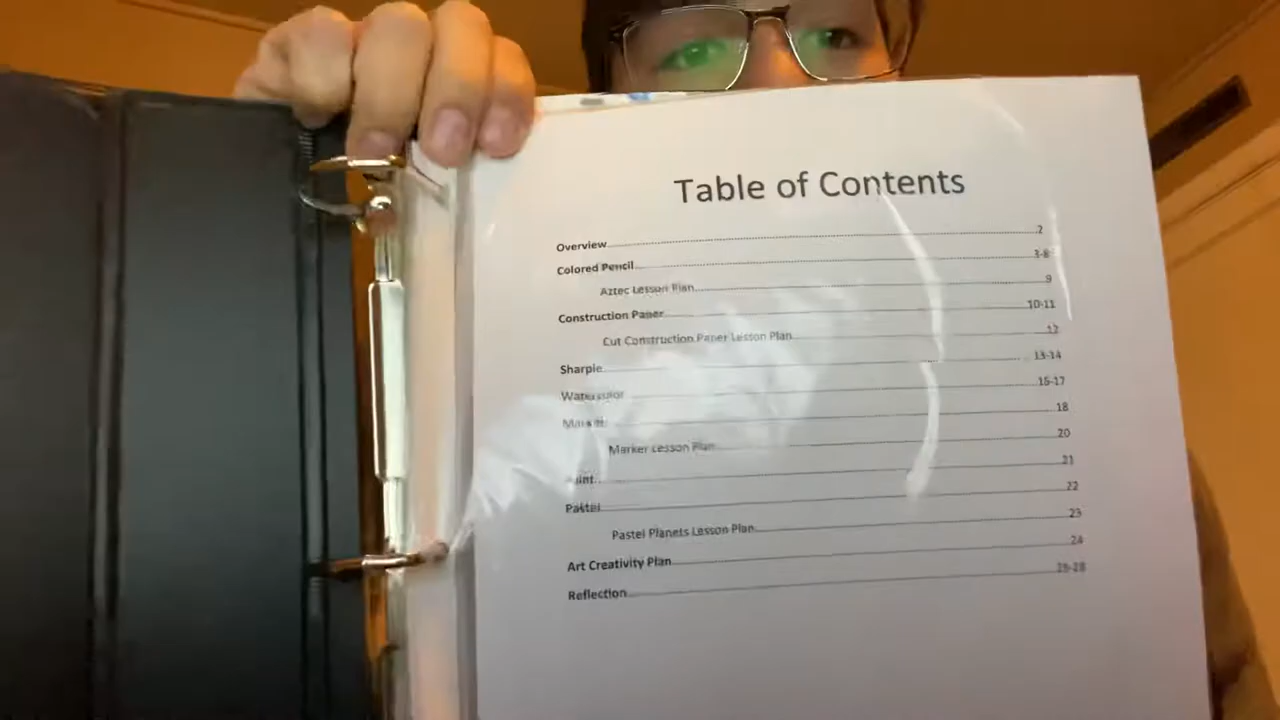 Table of Contents
Overview.....2
Colored Pencil.....3-8
Aztec Lesson Plan.....9
Construction Paper.....10-11
Cut Construction Paper Lesson Plan.....12
Sharpie.....13-14
Watercolor.....15-17
.....18
Marker Lesson Plan.....20
Paint.....21
Pastel.....22
Pastel Planets Lesson Plan.....23
Art Creativity Plan.....24
Reflection.....